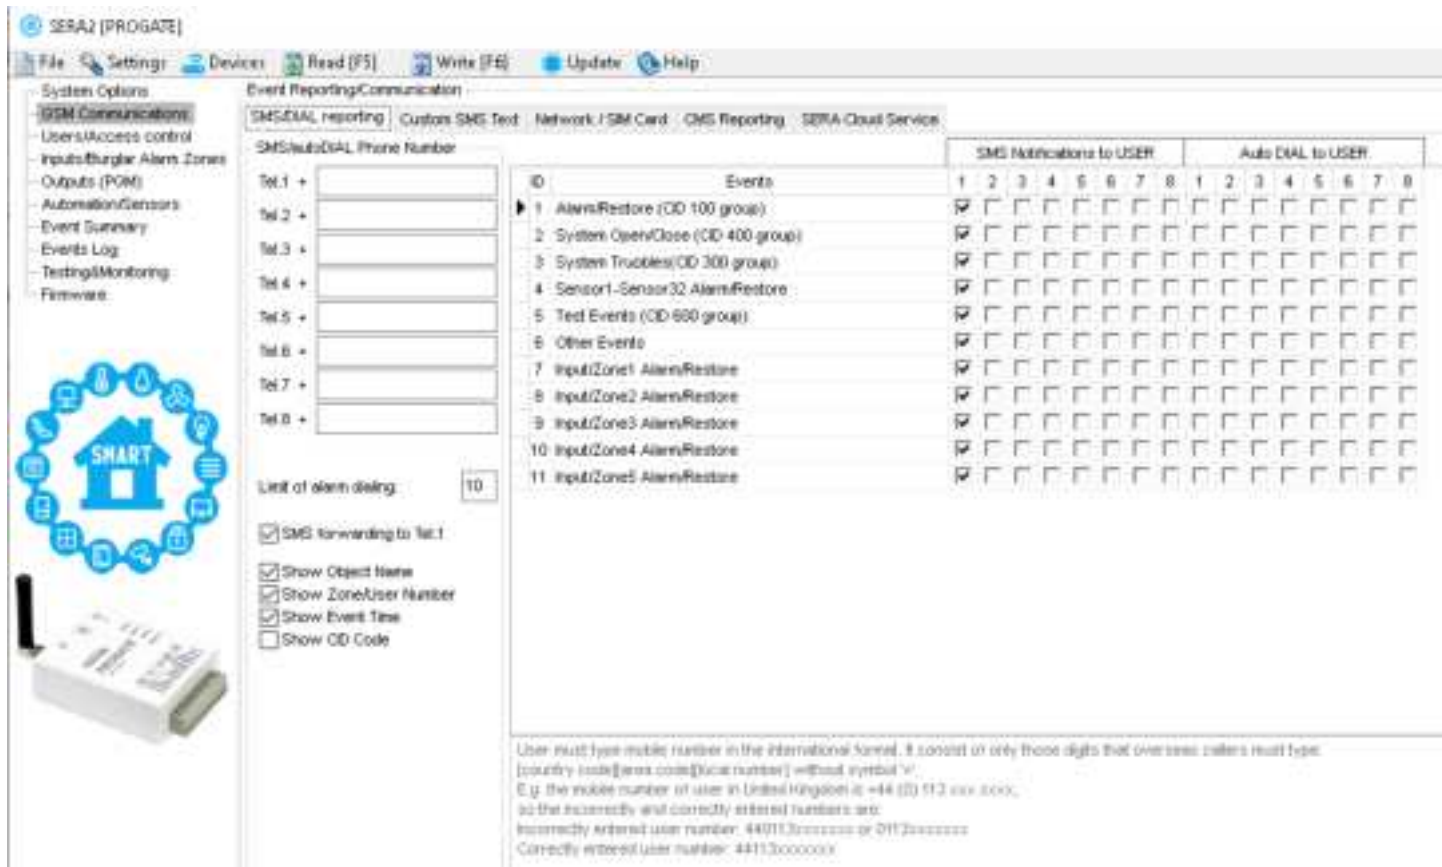 SERA2 [PROGATE]
File Settings Devices Read [F5] Write [F6] Update Help
System Options
GSM Communications
Users/Access control
Inputs/Burglar Alarm Zones
Outputs (PGM)
Automation/Sensors
Event Summary
Events Log
Testing&Monitoring
Firmware
SMART
Event Reporting/Communication
SMS/DIAL reporting Custom SMS Text Network / SIM Card CMS Reporting SERA Cloud Service
SMS/autoDIAL Phone Number
Tel.1 +
Tel.2 +
Tel.3 +
Tel.4 +
Tel.5 +
Tel.6 +
Tel.7 +
Tel.8 +
Limit of alarm dialing: 10
SMS forwarding to Tel.1
Show Object Name
Show Zone/User Number
Show Event Time
Show CID Code
SMS Notifications to USER Auto DIAL to USER
ID Events 1 2 3 4 5 6 7 8 1 2 3 4 5 6 7 8
1 Alarm/Restore (CID 100 group)
2 System Open/Close (CID 400 group)
3 System Troubles(CID 300 group)
4 Sensor1-Sensor32 Alarm/Restore
5 Test Events (CID 600 group)
6 Other Events
7 Input/Zone1 Alarm/Restore
8 Input/Zone2 Alarm/Restore
9 Input/Zone3 Alarm/Restore
10 Input/Zone4 Alarm/Restore
11 Input/Zone5 Alarm/Restore
User must type mobile number in the international format. It consist of only those digits that overseas callers must type:
[country code][area code][local number] without symbol '+'.
E.g. the mobile number of user in United Kingdom is +44 (0) 113 xxx xxxx,
so the incorrectly and correctly entered numbers are:
Incorrectly entered user number: 440113xxxxxxx or 0113xxxxxxx
Correctly entered user number: 44113xxxxxxx